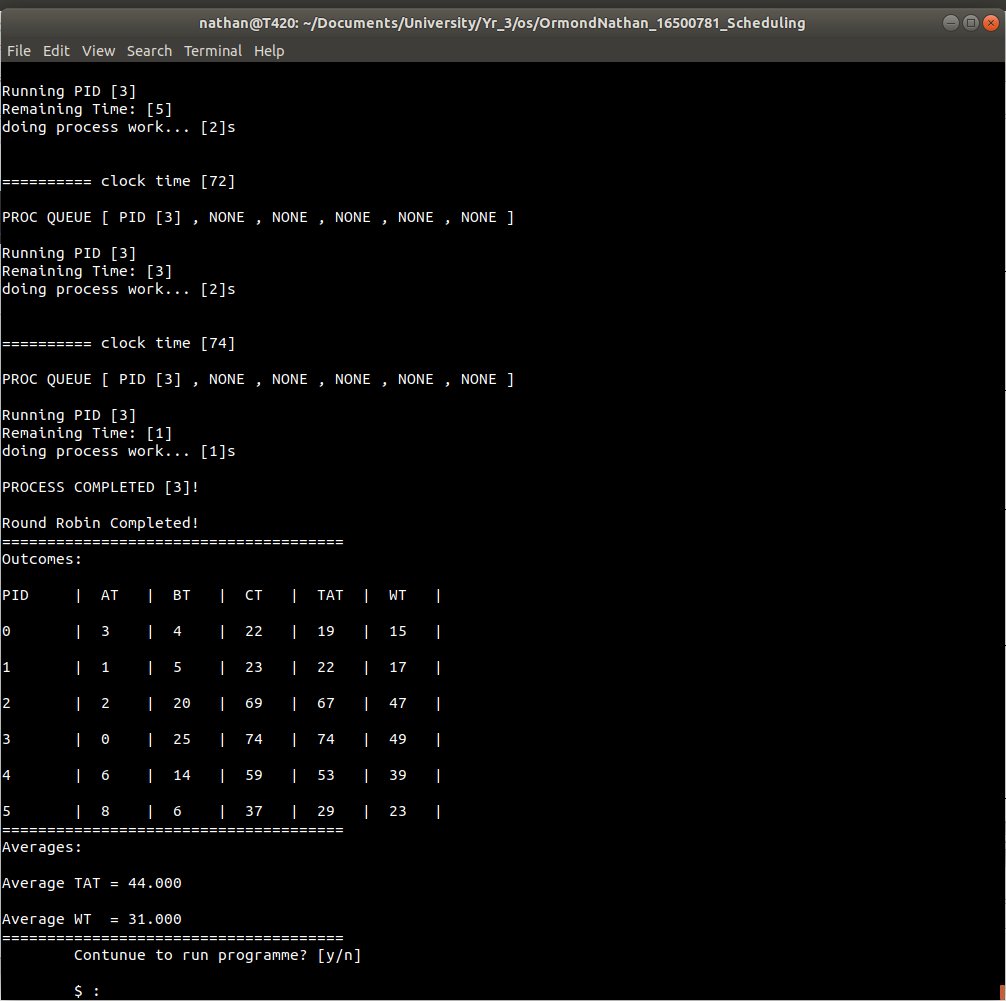 nathan@T420: ~/Documents/University/Yr_3/os/OrmondNathan_16500781_Scheduling
File Edit View Search Terminal Help
Running PID [3]
Remaining Time: [5]
doing process work... [2]s
========== clock time [72]
PROC QUEUE [ PID [3] , NONE , NONE , NONE , NONE , NONE ]
Running PID [3]
Remaining Time: [3]
doing process work... [2]s
========== clock time [74]
PROC QUEUE [ PID [3] , NONE , NONE , NONE , NONE , NONE ]
Running PID [3]
Remaining Time: [1]
doing process work... [1]s
PROCESS COMPLETED [3]!
Round Robin Completed!
======================================
Outcomes:
PID | AT | BT | CT | TAT | WT |
0 | 3 | 4 | 22 | 19 | 15 |
1 | 1 | 5 | 23 | 22 | 17 |
2 | 2 | 20 | 69 | 67 | 47 |
3 | 0 | 25 | 74 | 74 | 49 |
4 | 6 | 14 | 59 | 53 | 39 |
5 | 8 | 6 | 37 | 29 | 23 |
======================================
Averages:
Average TAT = 44.000
Average WT = 31.000
======================================
Contunue to run programme? [y/n]
$ :